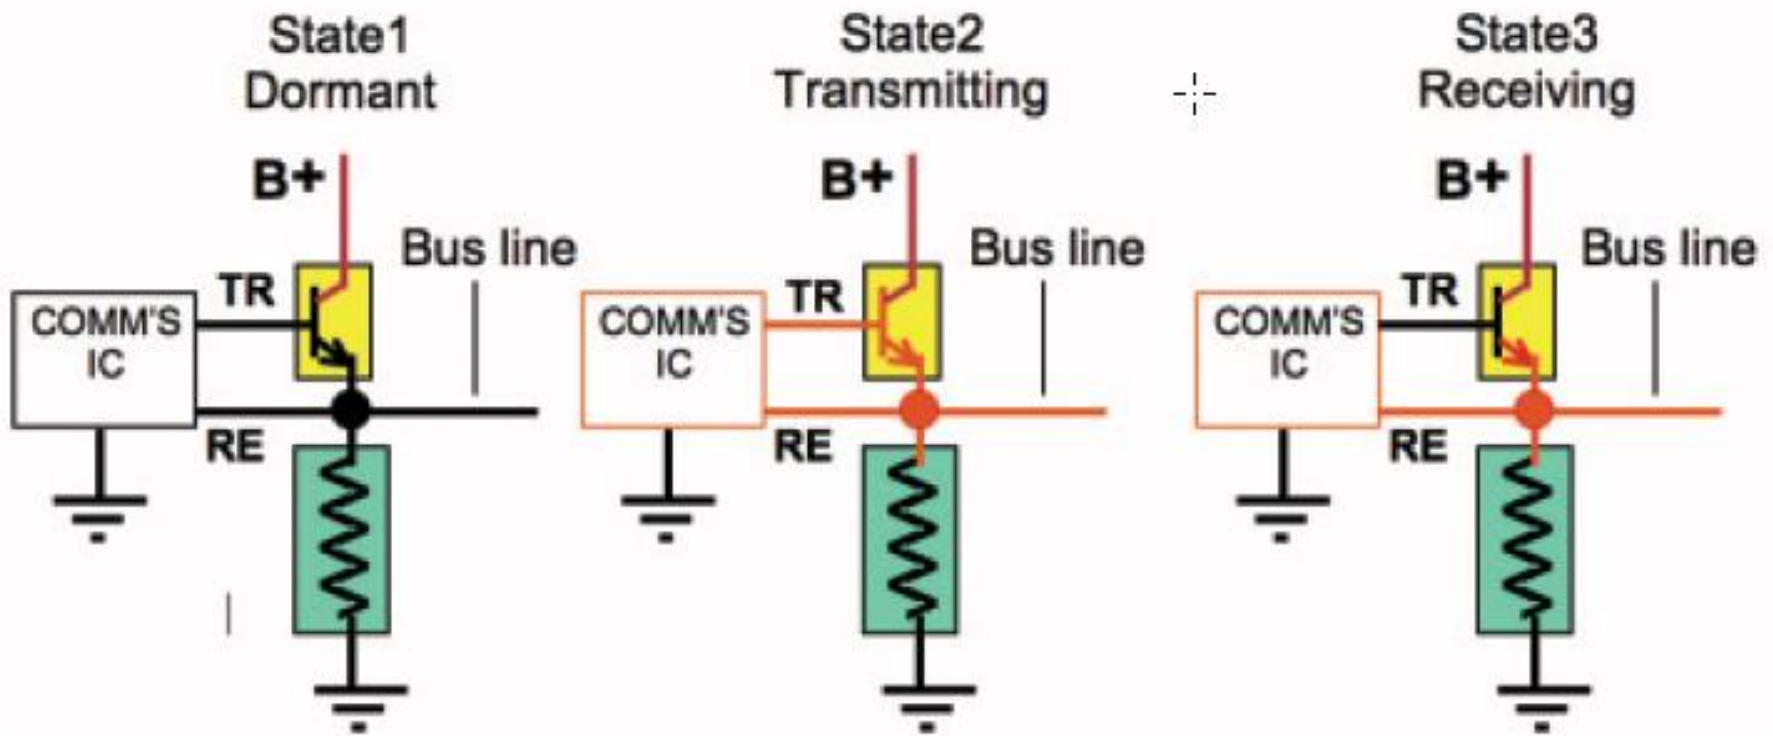 State1
Dormant
B+
Bus line
TR
COMM'S
IC
RE
State2
Transmitting
B+
Bus line
TR
COMM'S
IC
RE
State3
Receiving
B+
Bus line
TR
COMM'S
IC
RE